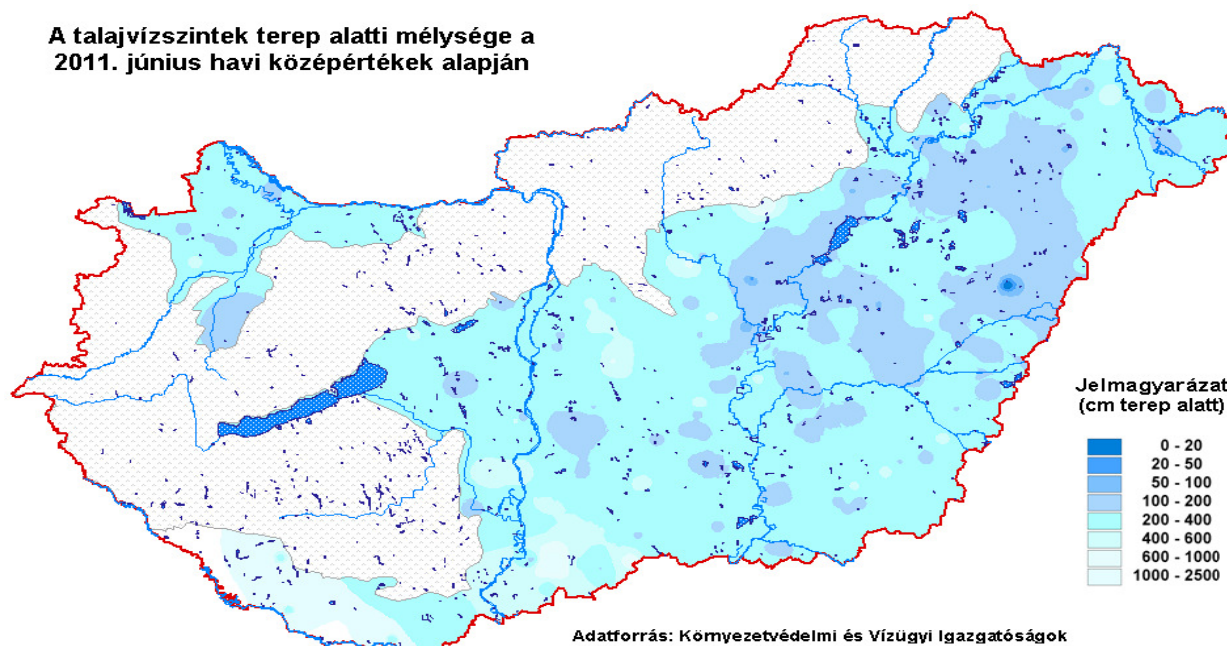 A talajvízszintek terep alatti mélysége a
2011. június havi középértékek alapján
Jelmagyarázat
(cm terep alatt)
0 - 20
20 - 50
50 - 100
100 - 200
200 - 400
400 - 600
600 - 1000
1000 - 2500
Adatforrás: Környezetvédelmi és Vízügyi Igazgatóságok